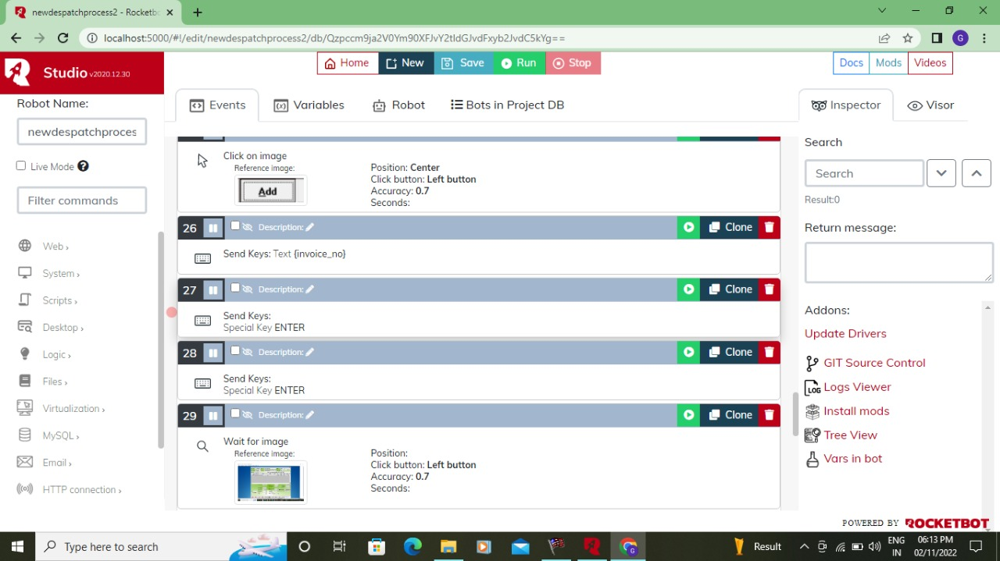 newdespatchprocess2 - Rocketb
localhost:5000/#!/edit/newdespatchprocess2/db/Qzpccm9ja2V0Ym90XFJvY2tldGJvdFxyb2JvdC5kYg==
G
Studio v2020.12.30
Home
New
Save
Run
Stop
Docs
Mods
Videos
Robot Name:
newdespatchproces
Live Mode
Filter commands
Web ›
System ›
Scripts ›
Desktop ›
Logic ›
Files ›
Virtualization ›
MySQL ›
Email ›
HTTP connection ›
Events
Variables
Robot
Bots in Project DB
Click on image
Reference image:
Add
Position: Center
Click button: Left button
Accuracy: 0.7
Seconds:
26 Description: Clone
Send Keys: Text {invoice_no}
27 Description: Clone
Send Keys:
Special Key ENTER
28 Description: Clone
Send Keys:
Special Key ENTER
29 Description: Clone
Wait for image
Reference image:
Position:
Click button: Left button
Accuracy: 0.7
Seconds:
Inspector
Visor
Search
Search
Result:0
Return message:
Addons:
Update Drivers
GIT Source Control
LOG Logs Viewer
Install mods
Tree View
Vars in bot
POWERED BY ROCKETBOT
Type here to search
Result
ENG
IN
06:13 PM
02/11/2022